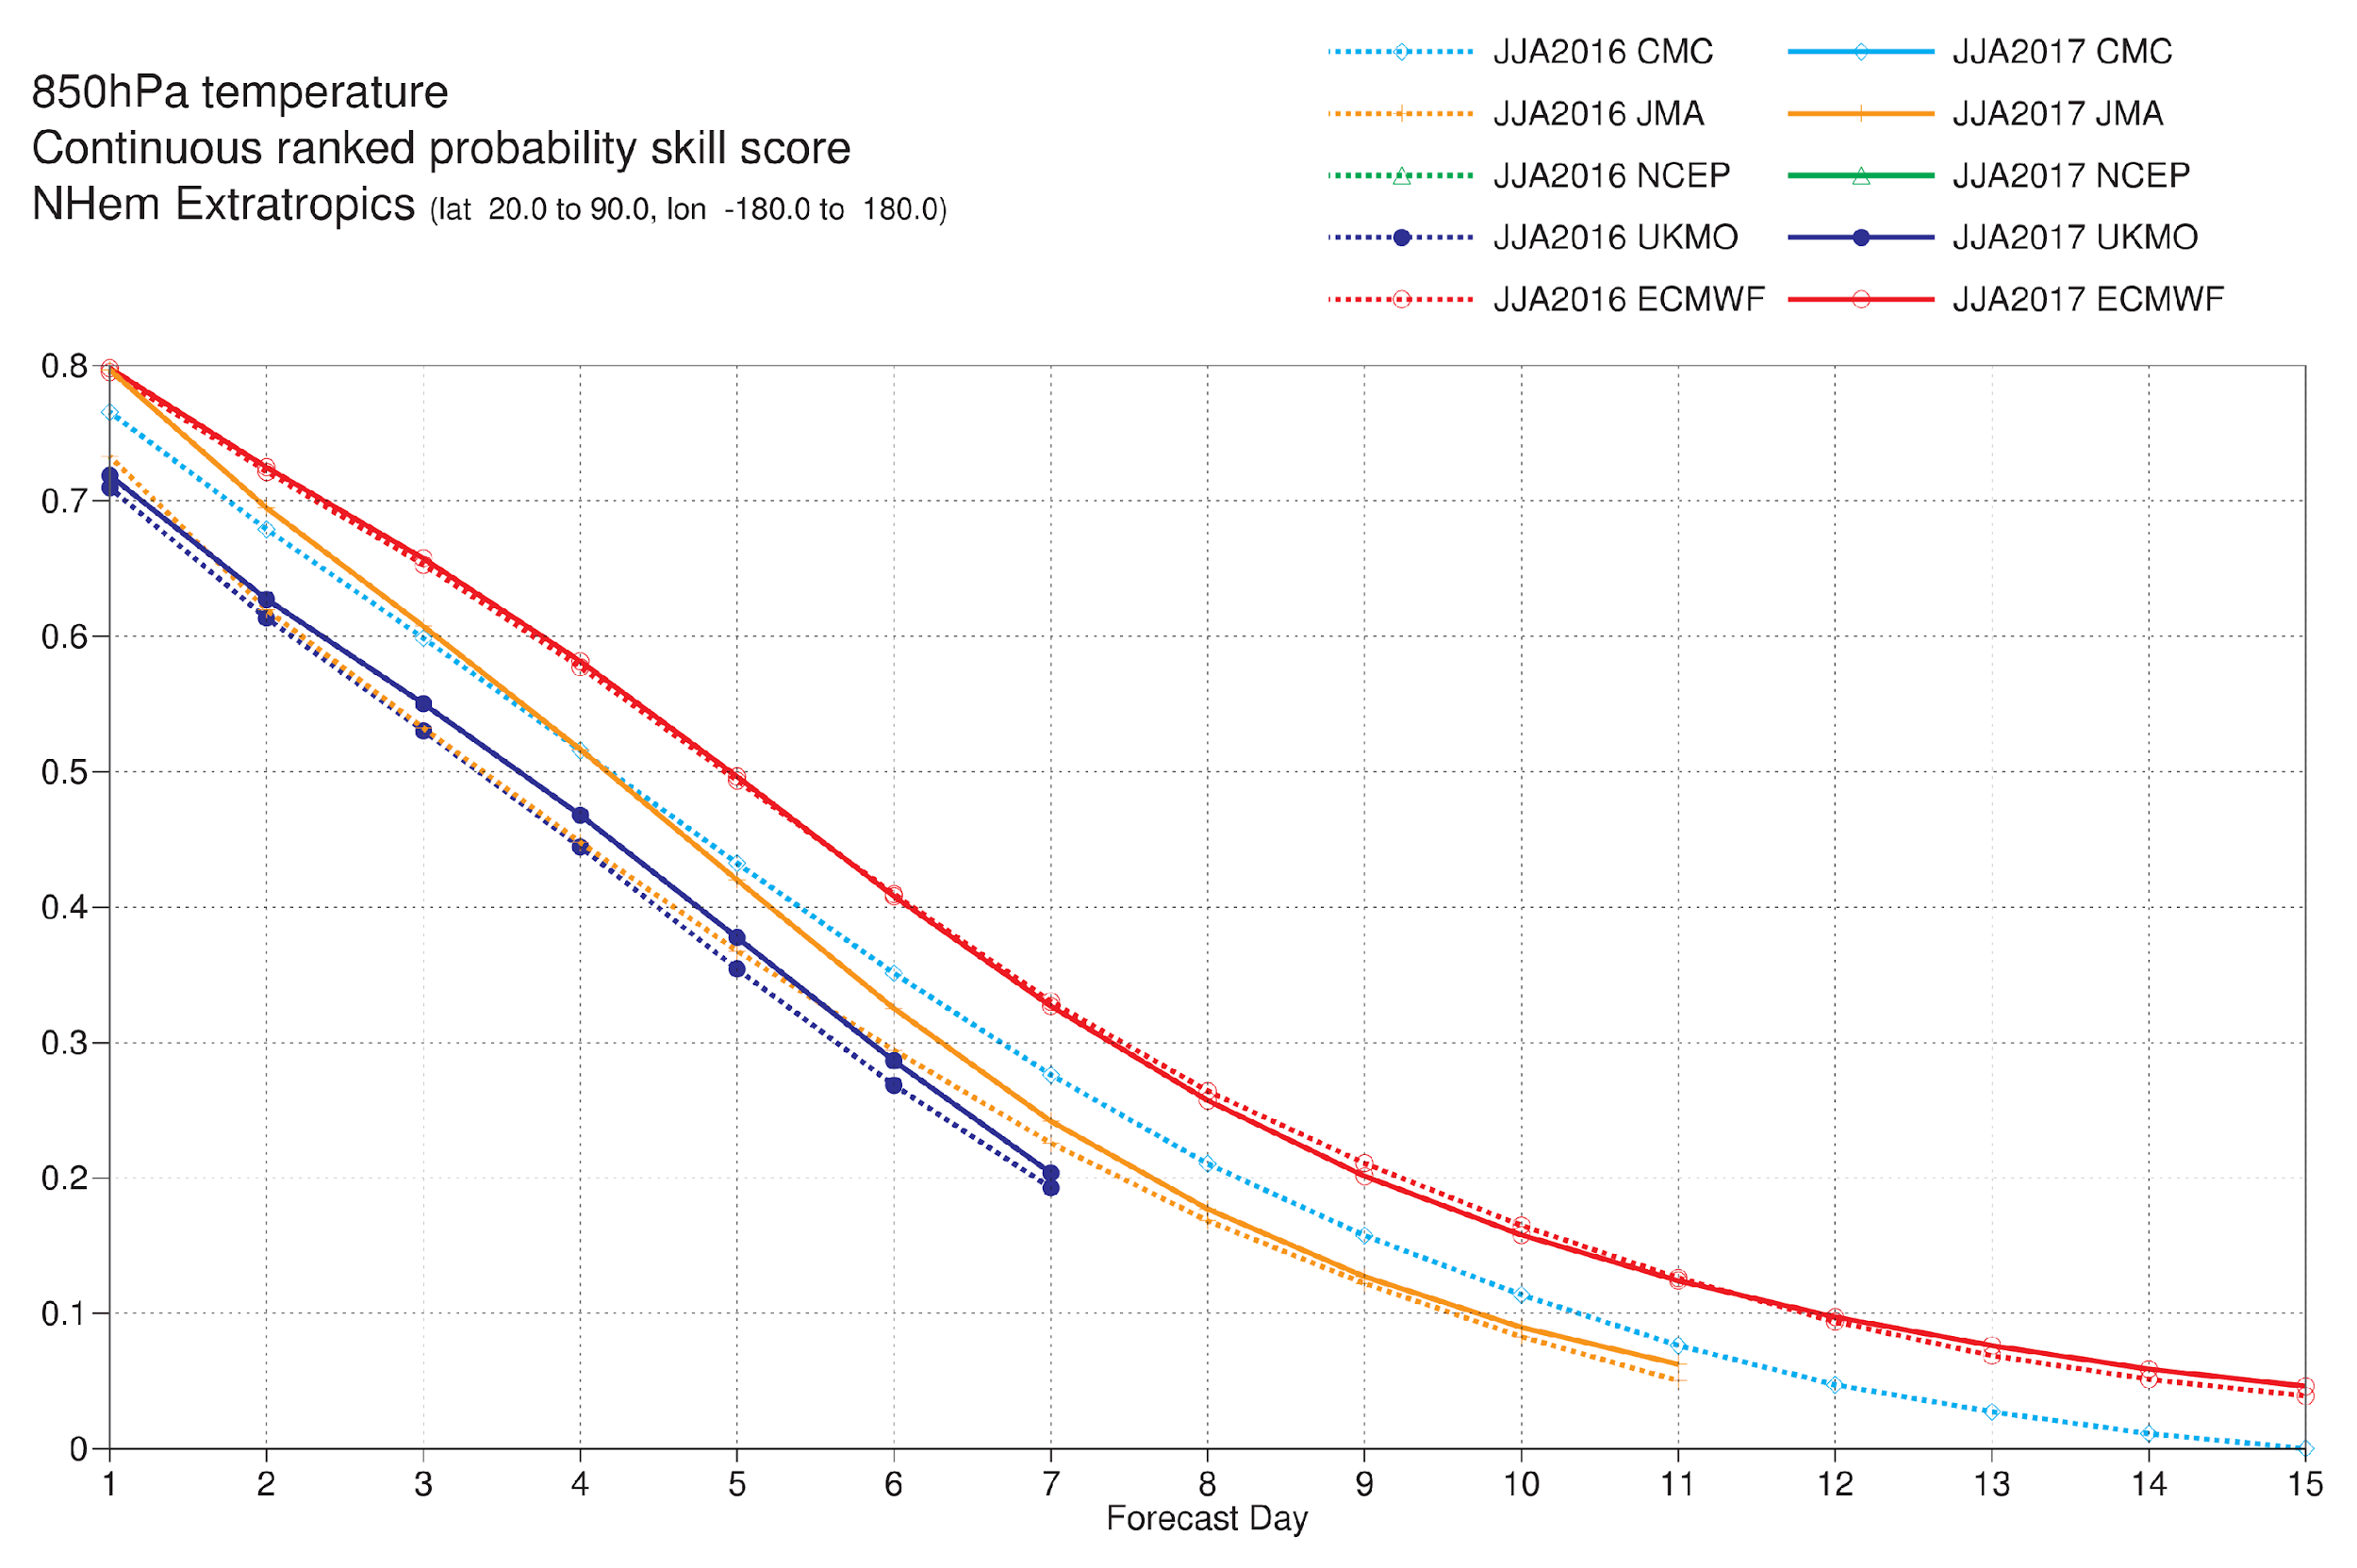 850hPa temperature
Continuous ranked probability skill score
NHem Extratropics (lat 20.0 to 90.0, lon -180.0 to 180.0)
JJA2016 CMC JJA2017 CMC
JJA2016 JMA JJA2017 JMA
JJA2016 NCEP JJA2017 NCEP
JJA2016 UKMO JJA2017 UKMO
JJA2016 ECMWF JJA2017 ECMWF
0.8
0.7
0.6
0.5
0.4
0.3
0.2
0.1
0
1 2 3 4 5 6 7 8 9 10 11 12 13 14 15
Forecast Day